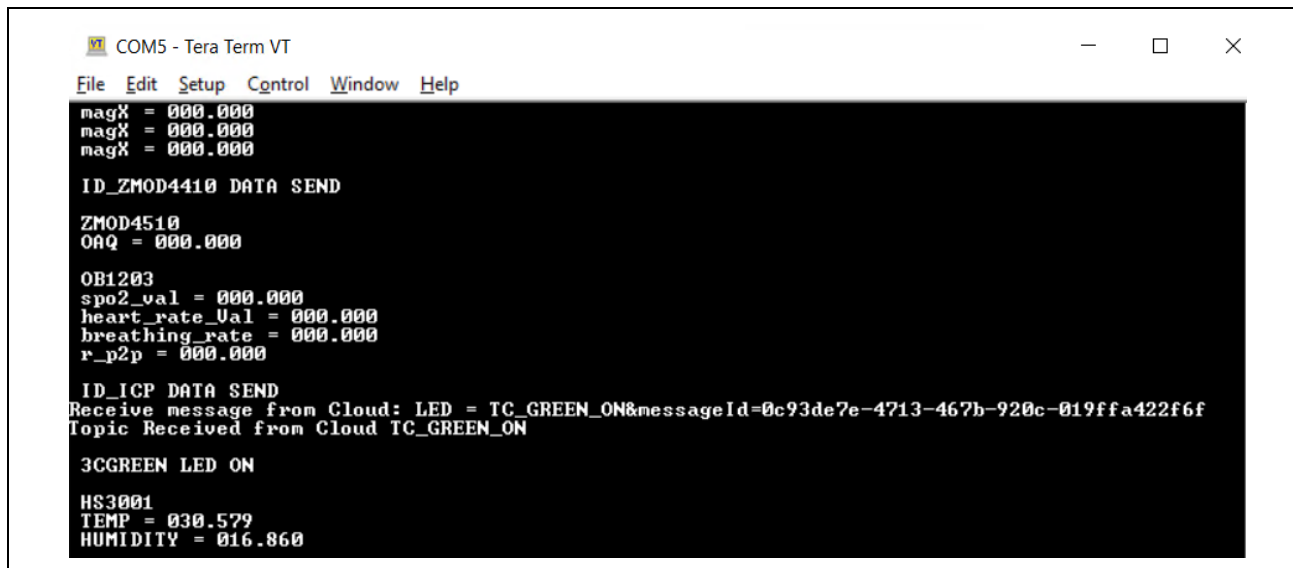 COM5 - Tera Term VT
File Edit Setup Control Window Help
magX = 000.000
magX = 000.000
magX = 000.000
ID_ZMOD4410 DATA SEND
ZMOD4510
OAQ = 000.000
OB1203
spo2_val = 000.000
heart_rate_Val = 000.000
breathing_rate = 000.000
r_p2p = 000.000
ID_ICP DATA SEND
Receive message from Cloud: LED = TC_GREEN_ON&messageId=0c93de7e-4713-467b-920c-019ffa422f6f
Topic Received from Cloud TC_GREEN_ON
3CGREEN LED ON
HS3001
TEMP = 030.579
HUMIDITY = 016.860